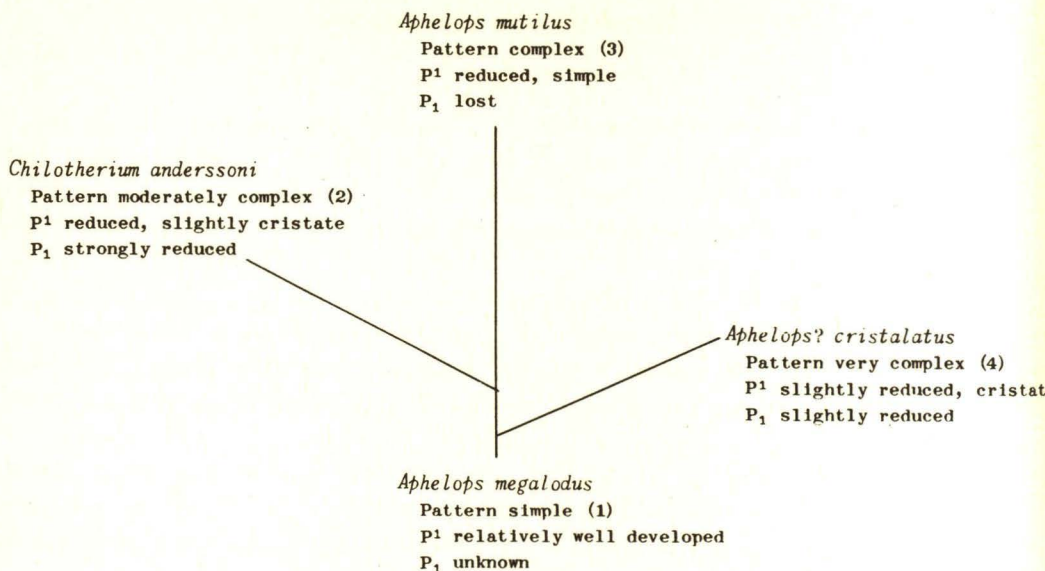 Aphelops mutilus
Pattern complex (3)
P¹ reduced, simple
P₁ lost
Chilotherium anderssoni
Pattern moderately complex (2)
P¹ reduced, slightly cristate
P₁ strongly reduced
Aphelops? cristalatus
Pattern very complex (4)
P¹ slightly reduced, cristat
P₁ slightly reduced
Aphelops megalodus
Pattern simple (1)
P¹ relatively well developed
P₁ unknown